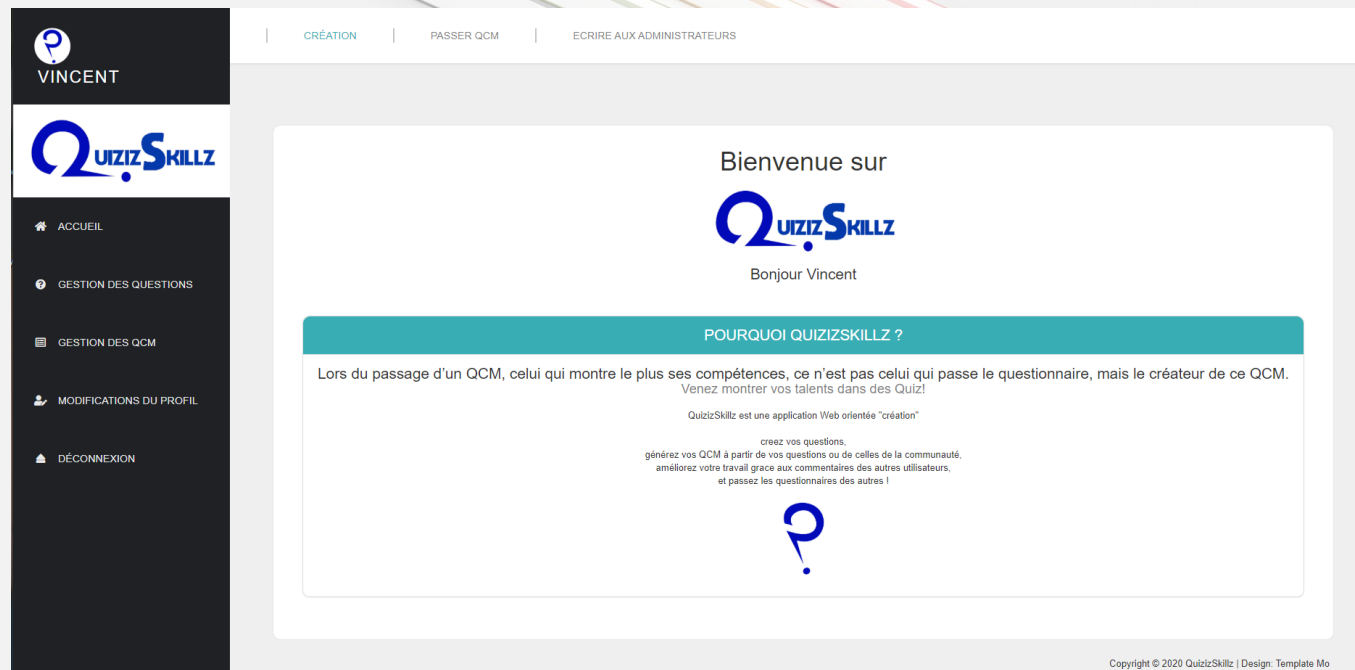 VINCENT
CRÉATION
PASSER QCM
ECRIRE AUX ADMINISTRATEURS
QUIZIZSKILLZ
ACCUEIL
GESTION DES QUESTIONS
GESTION DES QCM
MODIFICATIONS DU PROFIL
DÉCONNEXION
Bienvenue sur
QUIZIZSKILLZ
Bonjour Vincent
POURQUOI QUIZIZSKILLZ ?
Lors du passage d’un QCM, celui qui montre le plus ses compétences, ce n’est pas celui qui passe le questionnaire, mais le créateur de ce QCM.
Venez montrer vos talents dans des Quiz!
QuizizSkillz est une application Web orientée "création"
creez vos questions,
générez vos QCM à partir de vos questions ou de celles de la communauté,
améliorez votre travail grace aux commentaires des autres utilisateurs,
et passez les questionnaires des autres !
Copyright © 2020 QuizizSkillz | Design: Template Mo